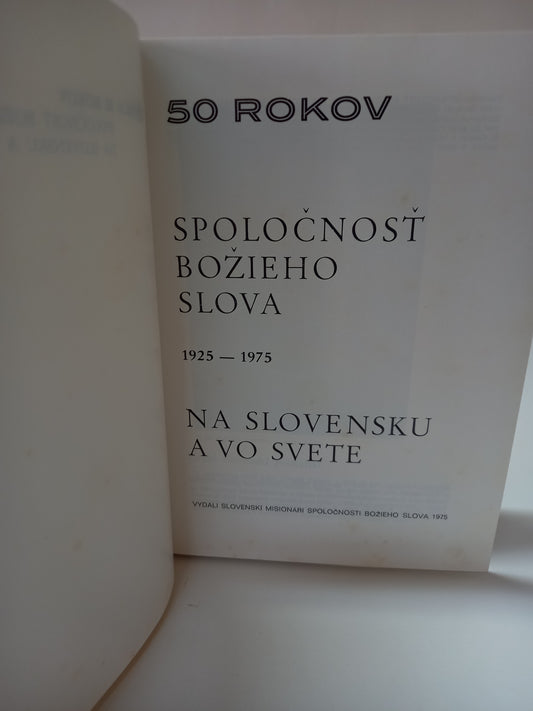 50 ROKOV
SPOLOČNOSŤ
BOŽIEHO
SLOVA
1925 — 1975
NA SLOVENSKU
A VO SVETE
VYDALI SLOVENSKÍ MISIONÁRI SPOLOČNOSTI BOŽIEHO SLOVA 1975